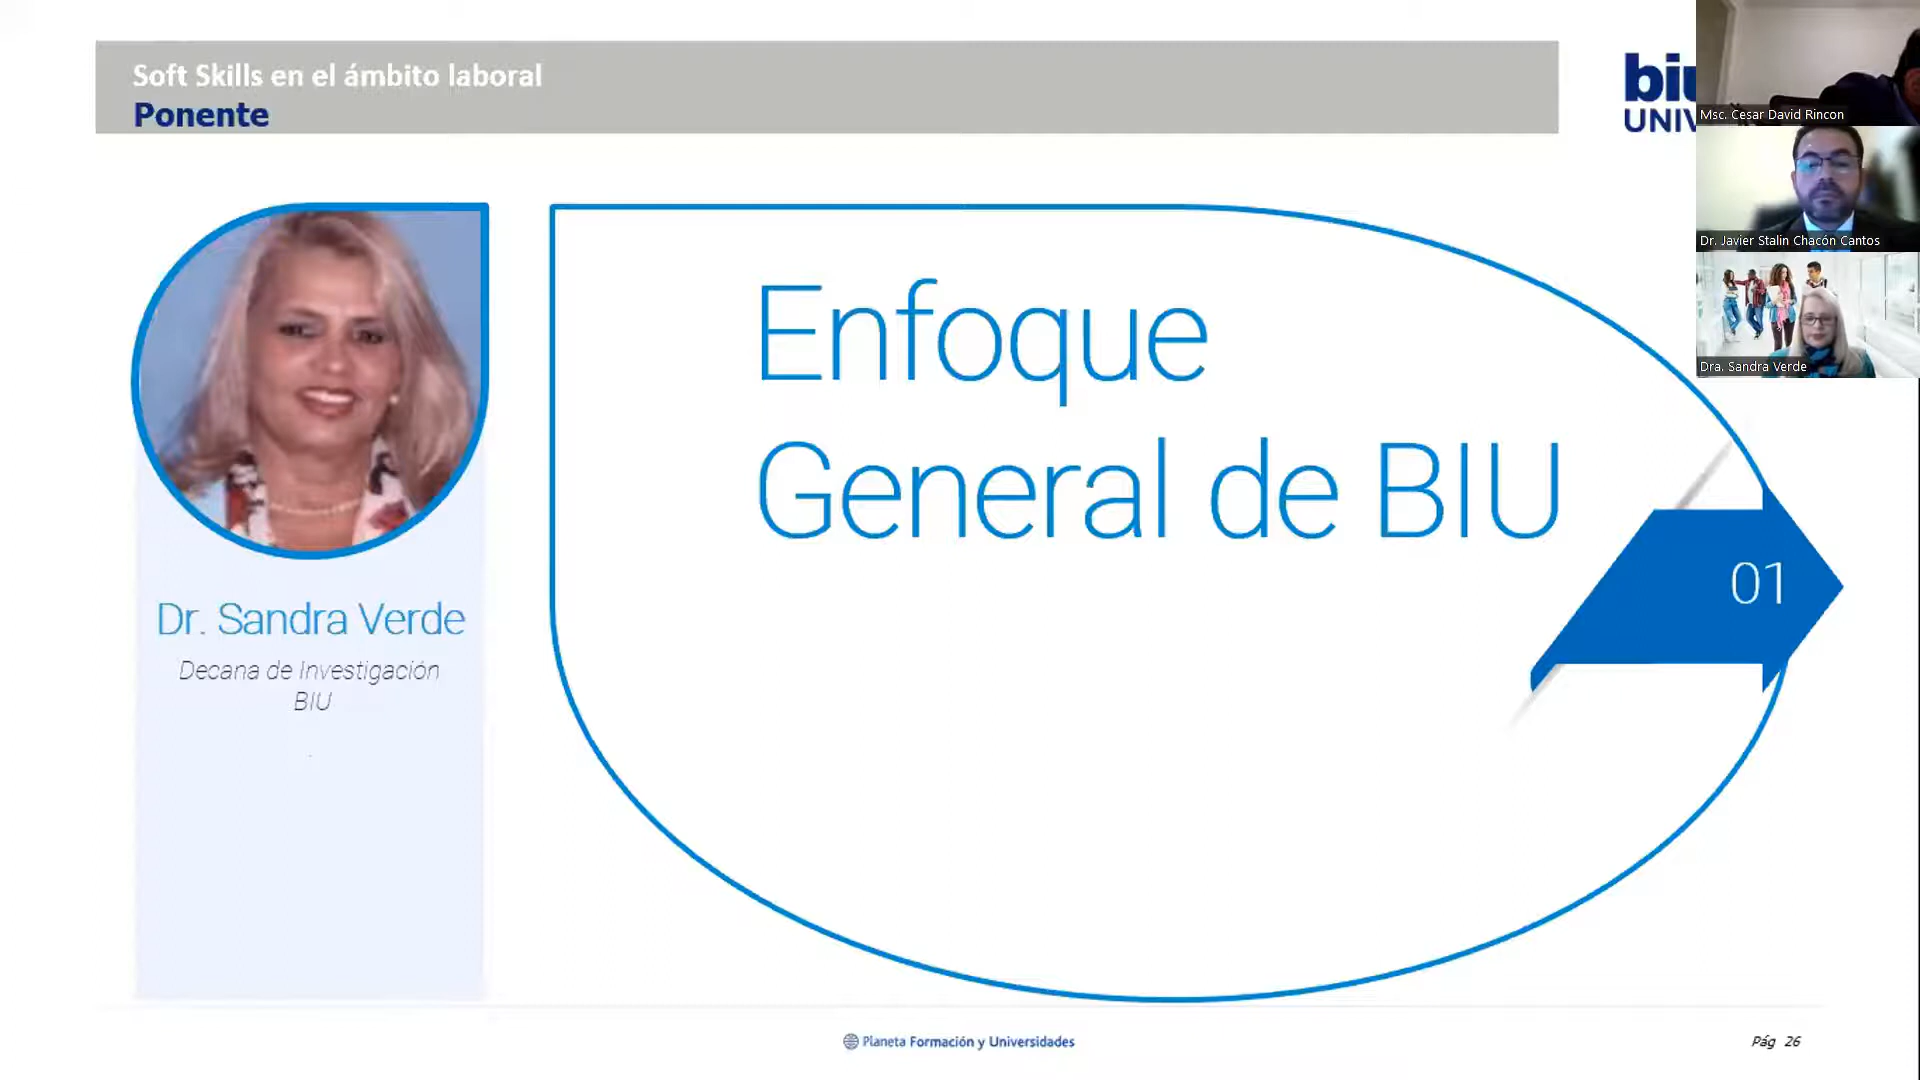 Soft Skills en el ámbito laboral
Ponente
Msc. Cesar David Rincon
Dr. Javier Stalin Chacón Cantos
Dra. Sandra Verde
Enfoque
General de BIU
01
Dr. Sandra Verde
Decana de Investigación
BIU
.
Planeta Formación y Universidades
Pág 26